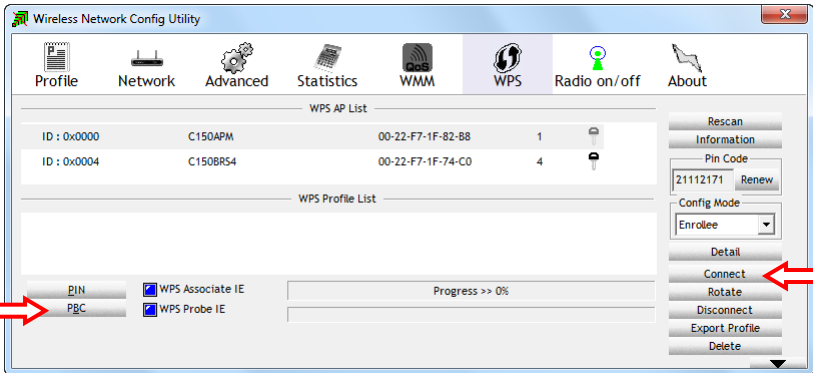 Wireless Network Config Utility
Profile Network Advanced Statistics QoS WMM WPS Radio on/off About
WPS AP List
ID : 0x0000 C150APM 00-22-F7-1F-82-B8 1
ID : 0x0004 C150BRS4 00-22-F7-1F-74-C0 4
WPS Profile List
Rescan
Information
Pin Code
21112171 Renew
Config Mode
Enrollee
Detail
Connect
Rotate
Disconnect
Export Profile
Delete
PIN WPS Associate IE Progress >> 0%
PBC WPS Probe IE